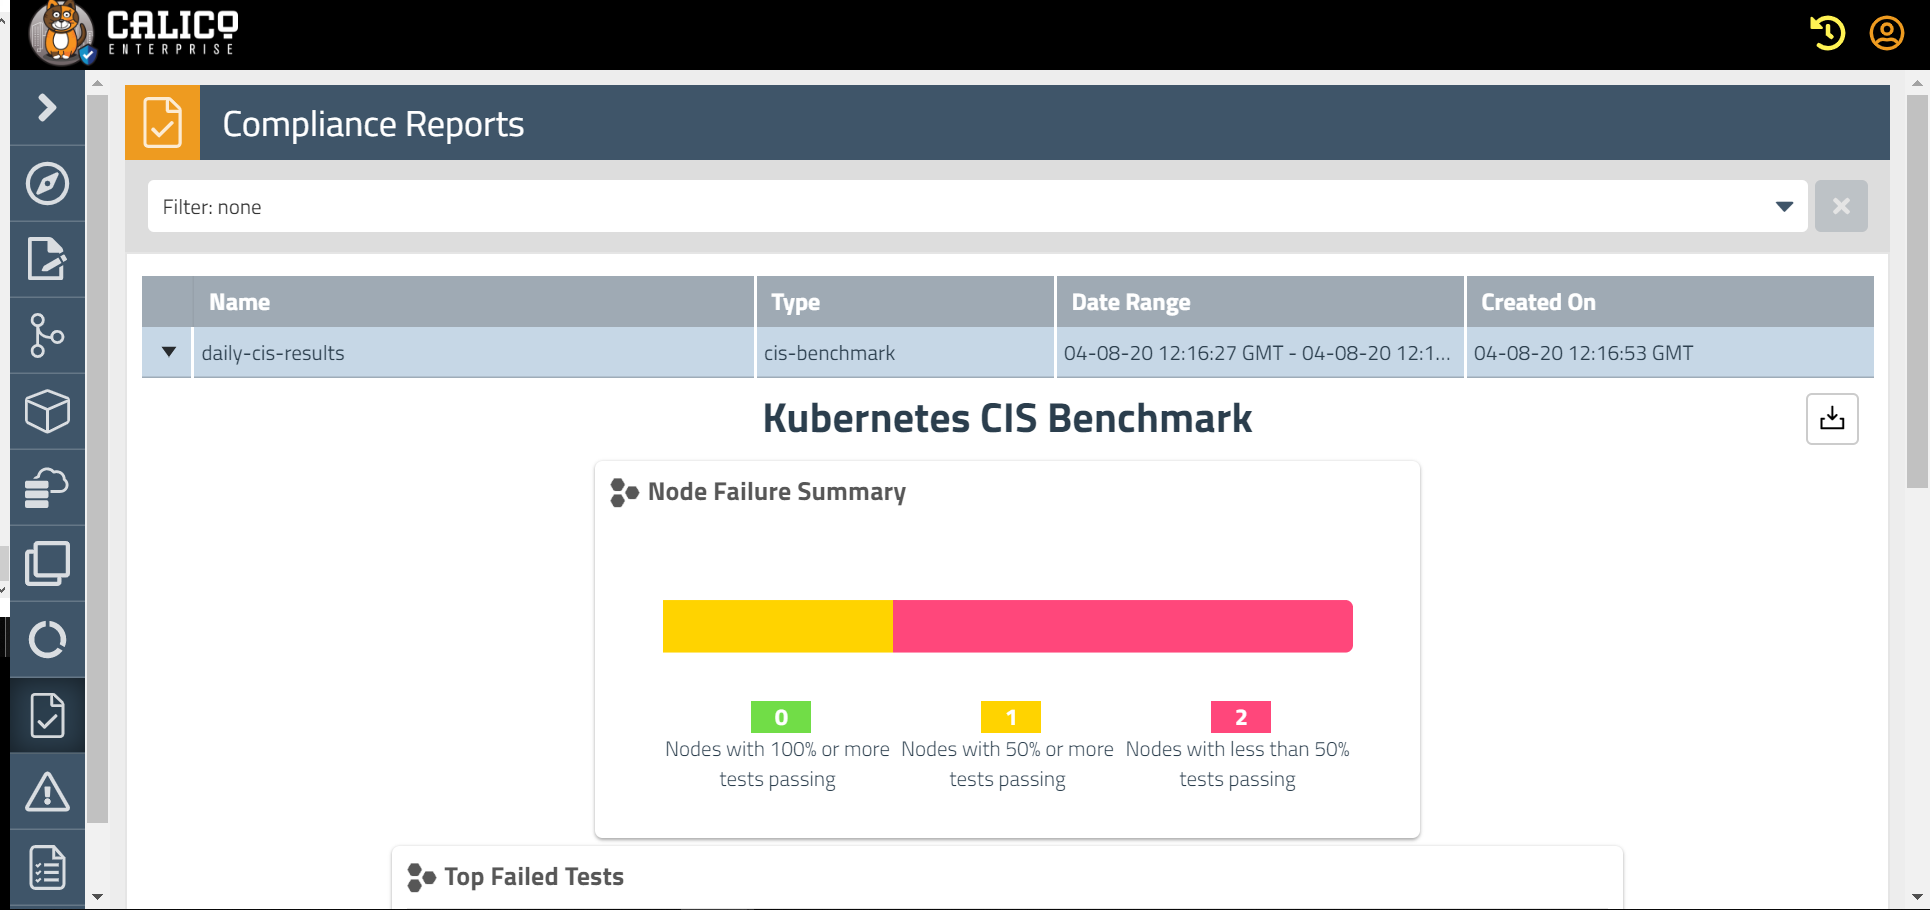 CALICO
ENTERPRISE
Compliance Reports
Filter: none
Name Type Date Range Created On
daily-cis-results cis-benchmark 04-08-20 12:16:27 GMT - 04-08-20 12:1... 04-08-20 12:16:53 GMT
Kubernetes CIS Benchmark
Node Failure Summary
0 1 2
Nodes with 100% or more Nodes with 50% or more Nodes with less than 50%
tests passing tests passing tests passing
Top Failed Tests